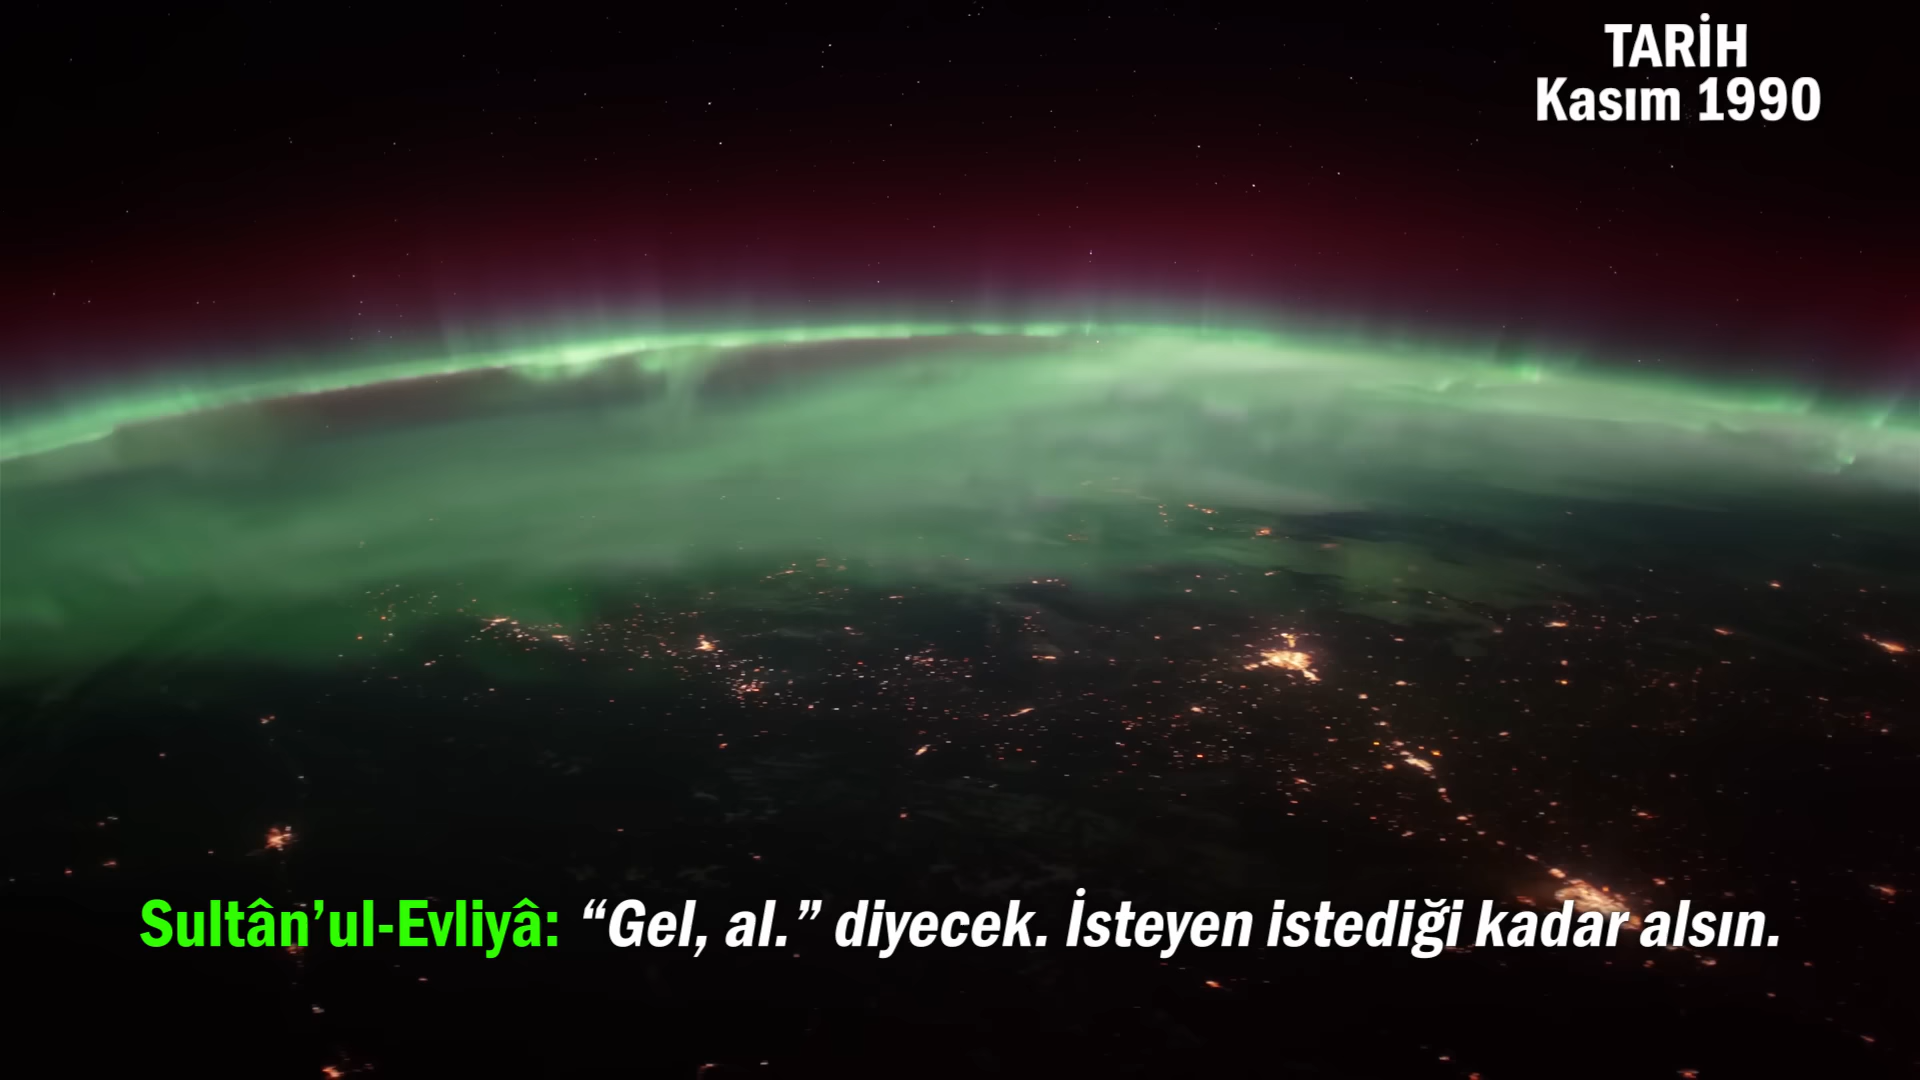 TARİH
Kasım 1990
Sultân’ul-Evliyâ: “Gel, al.” diyecek. İsteyen istediği kadar alsın.